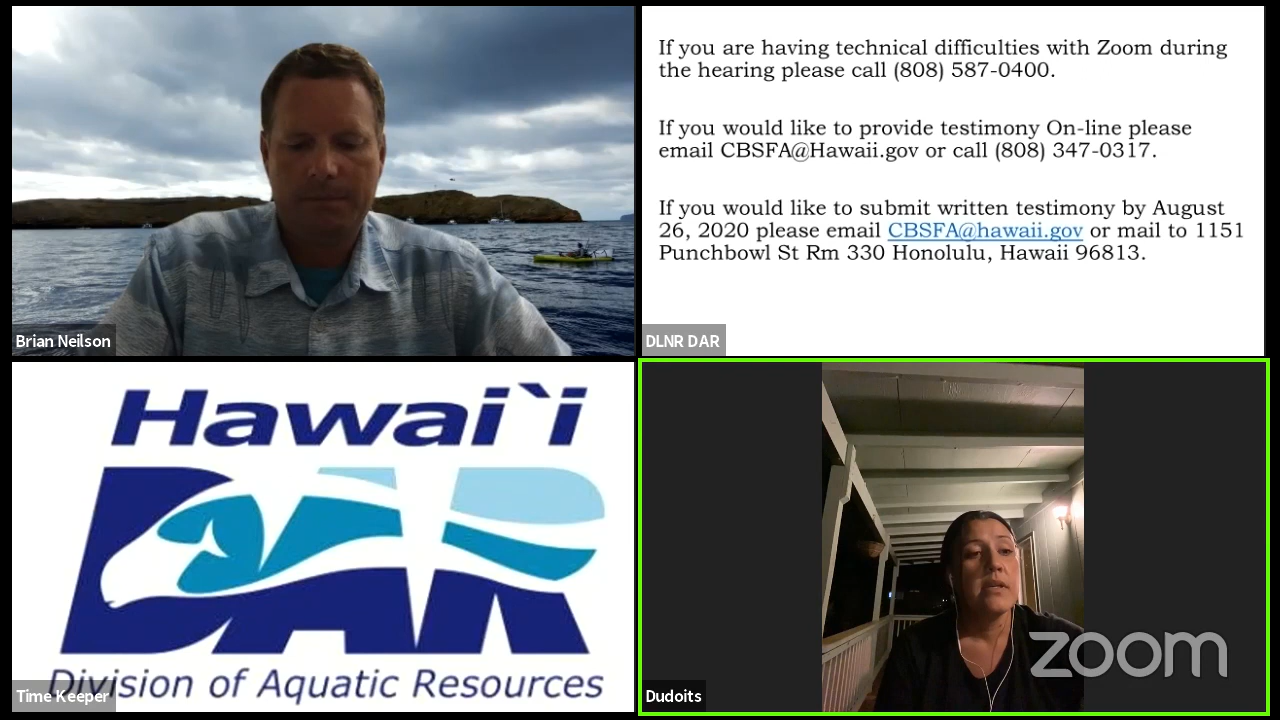 If you are having technical difficulties with Zoom during
the hearing please call (808) 587-0400.
If you would like to provide testimony On-line please
email CBSFA@Hawaii.gov or call (808) 347-0317.
If you would like to submit written testimony by August
26, 2020 please email CBSFA@hawaii.gov or mail to 1151
Punchbowl St Rm 330 Honolulu, Hawaii 96813.
Brian Neilson
DLNR DAR
Hawai`i
DAR
Division of Aquatic Resources
Time Keeper
Dudoits
zoom